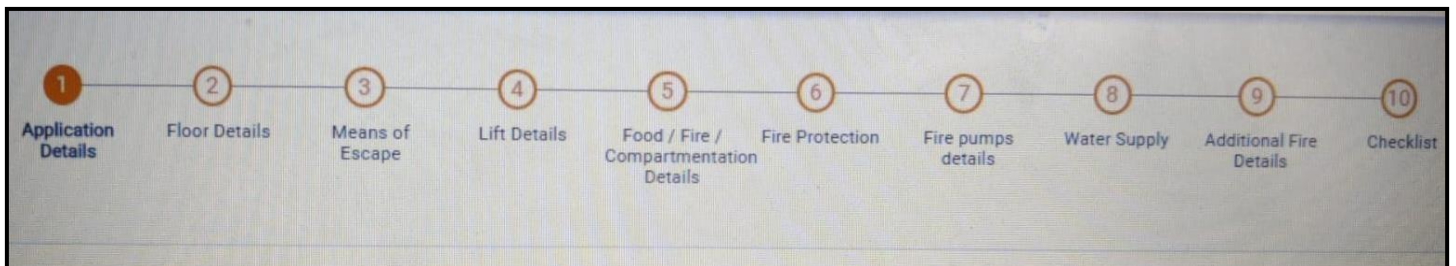 1
Application
Details
2
Floor Details
3
Means of
Escape
4
Lift Details
5
Food / Fire /
Compartmentation
Details
6
Fire Protection
7
Fire pumps
details
8
Water Supply
9
Additional Fire
Details
10
Checklist